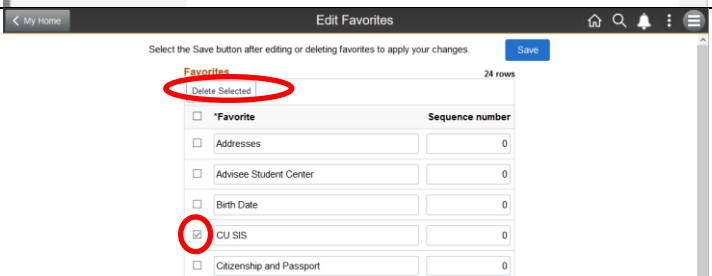 My Home Edit Favorites
Select the Save button after editing or deleting favorites to apply your changes. Save
Favorites 24 rows
Delete Selected
*Favorite Sequence number
Addresses 0
Advisee Student Center 0
Birth Date 0
CU SIS 0
Citizenship and Passport 0